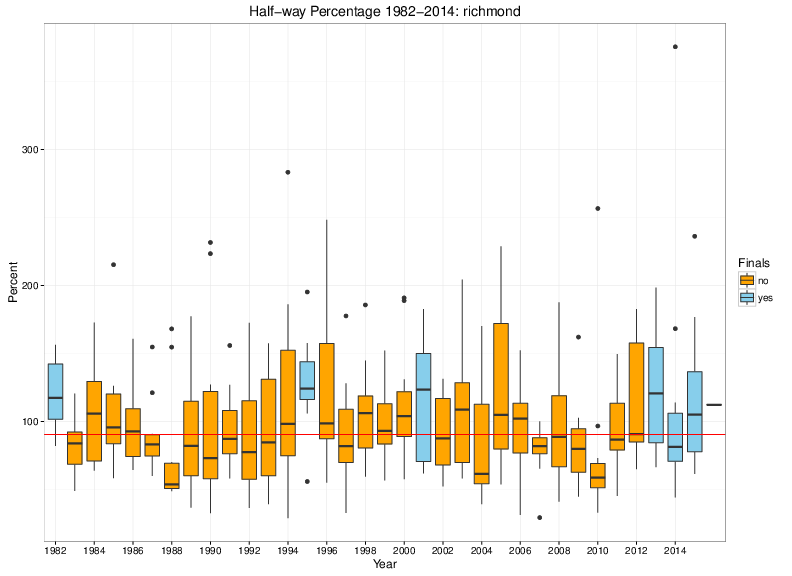 Half-way Percentage 1982-2014: richmond
300
200
100
Percent
1982 1984 1986 1988 1990 1992 1994 1996 1998 2000 2002 2004 2006 2008 2010 2012 2014
Year
Finals
no
yes